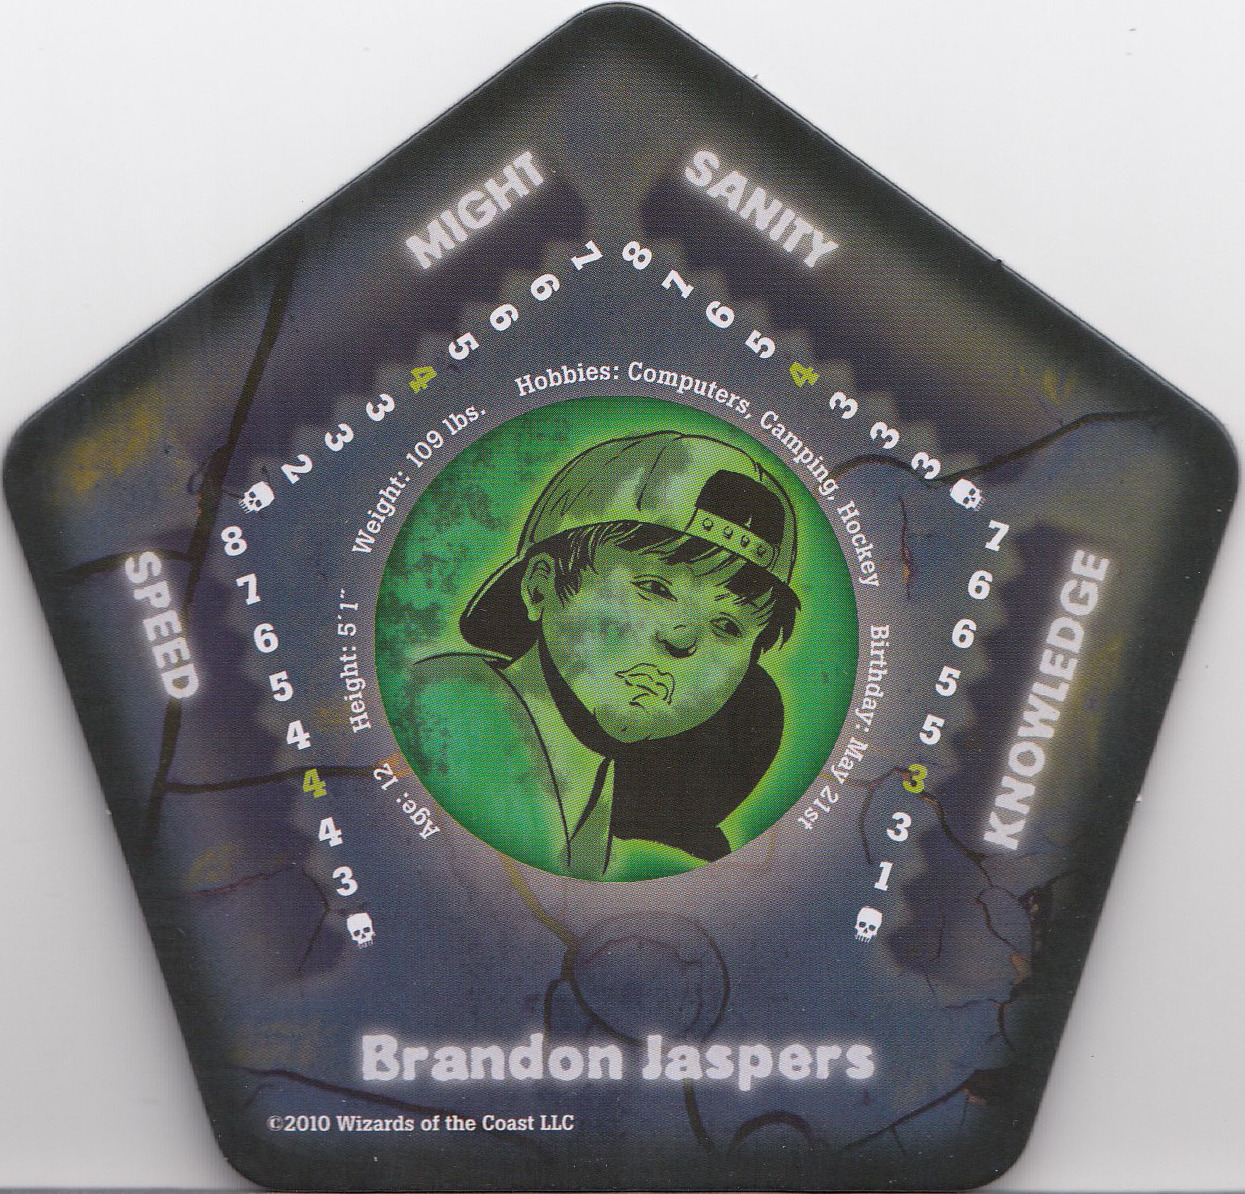 MIGHT
2 3 3 4 5 6 6 7
SANITY
8 7 6 5 4 3 3 3
SPEED
8 7 6 5 4 4 4 3
KNOWLEDGE
7 6 6 5 5 3 3 1
Age: 12
Height: 5´1˝
Weight: 109 lbs.
Hobbies: Computers, Camping, Hockey
Birthday: May 21st
Brandon Jaspers
©2010 Wizards of the Coast LLC